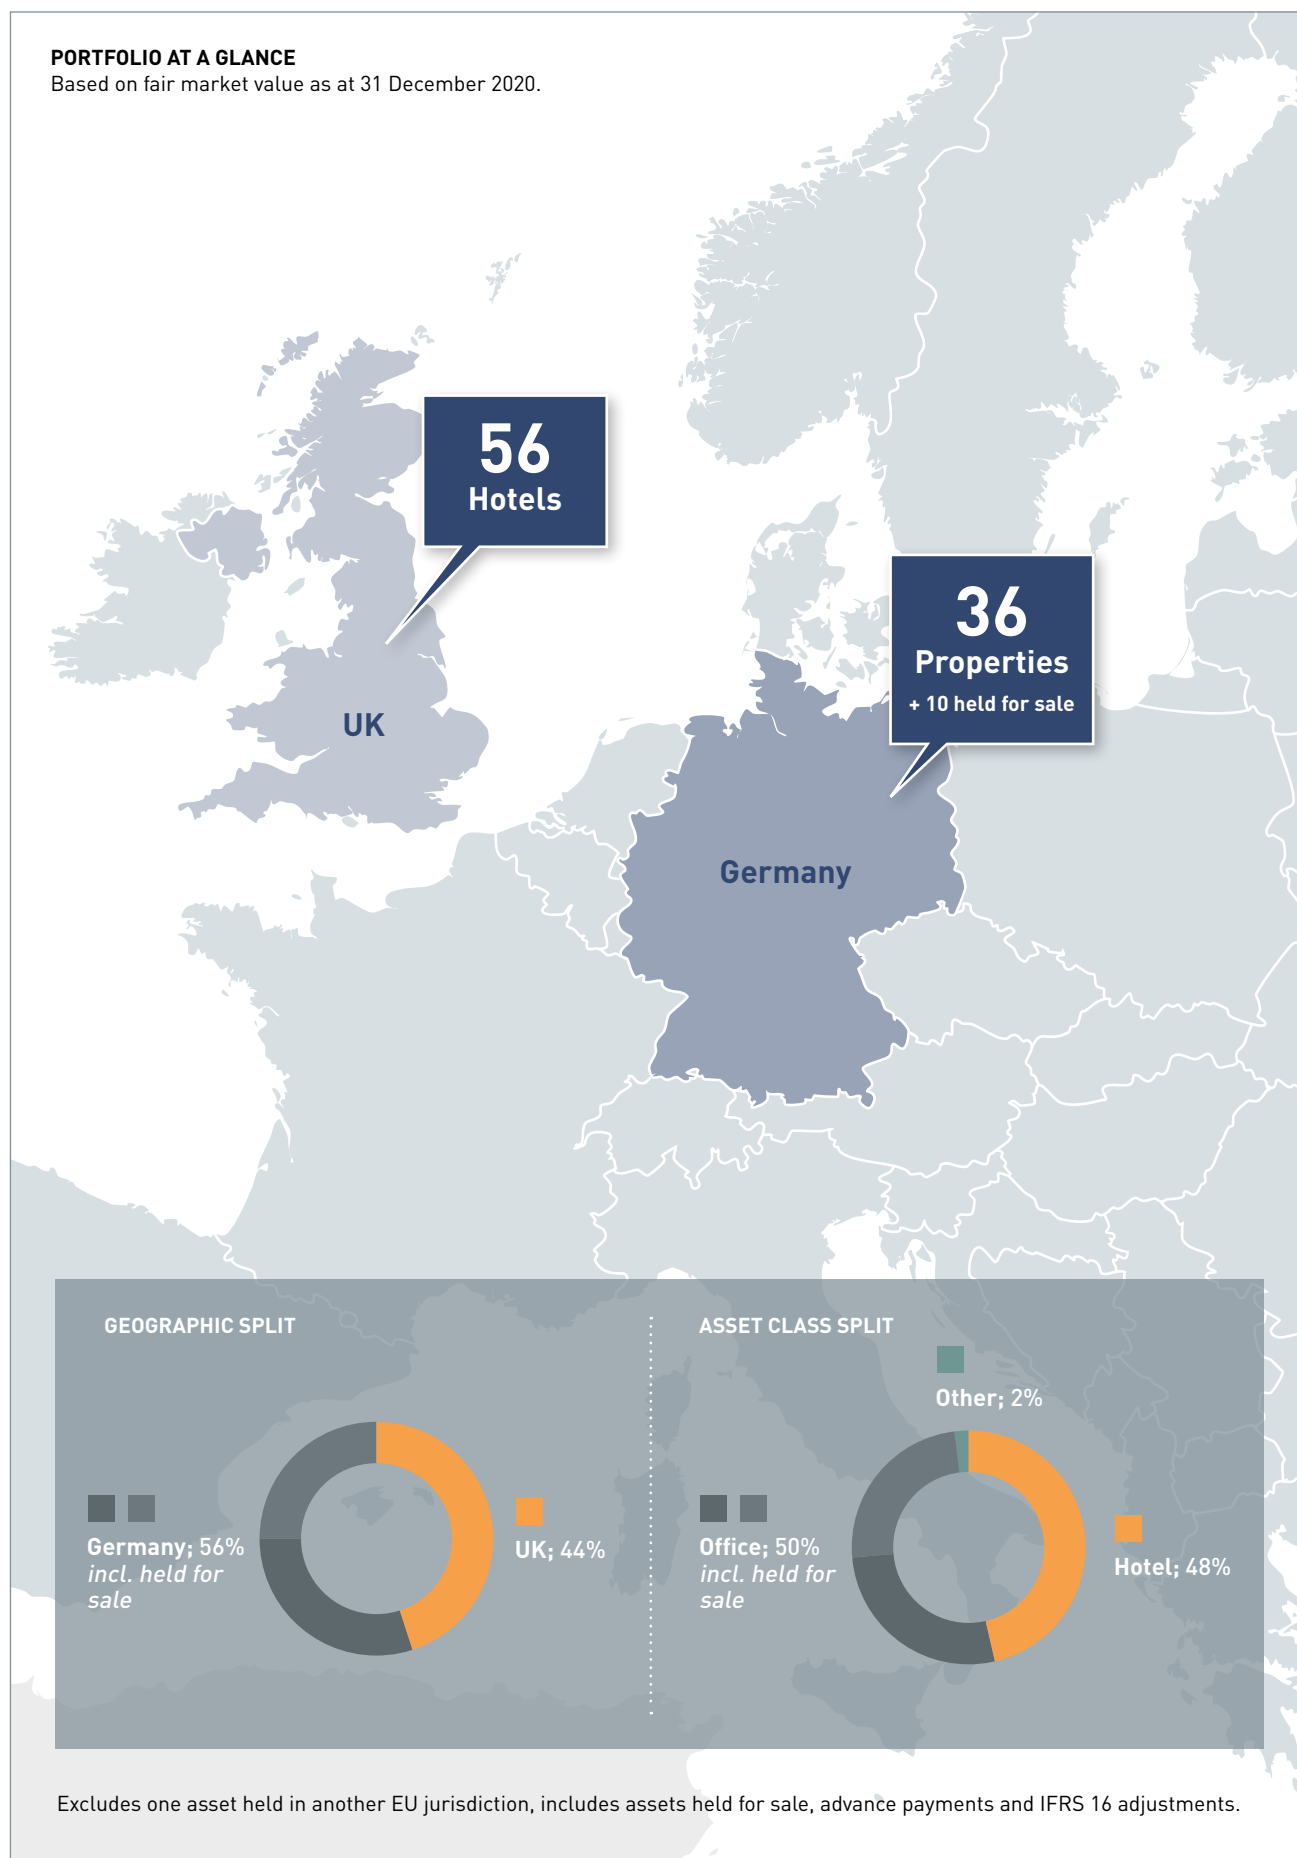 PORTFOLIO AT A GLANCE
Based on fair market value as at 31 December 2020.
56
Hotels
36
Properties
+ 10 held for sale
UK
Germany
GEOGRAPHIC SPLIT
Germany; 56%
incl. held for
sale
UK; 44%
ASSET CLASS SPLIT
Other; 2%
Office; 50%
incl. held for
sale
Hotel; 48%
Excludes one asset held in another EU jurisdiction, includes assets held for sale, advance payments and IFRS 16 adjustments.